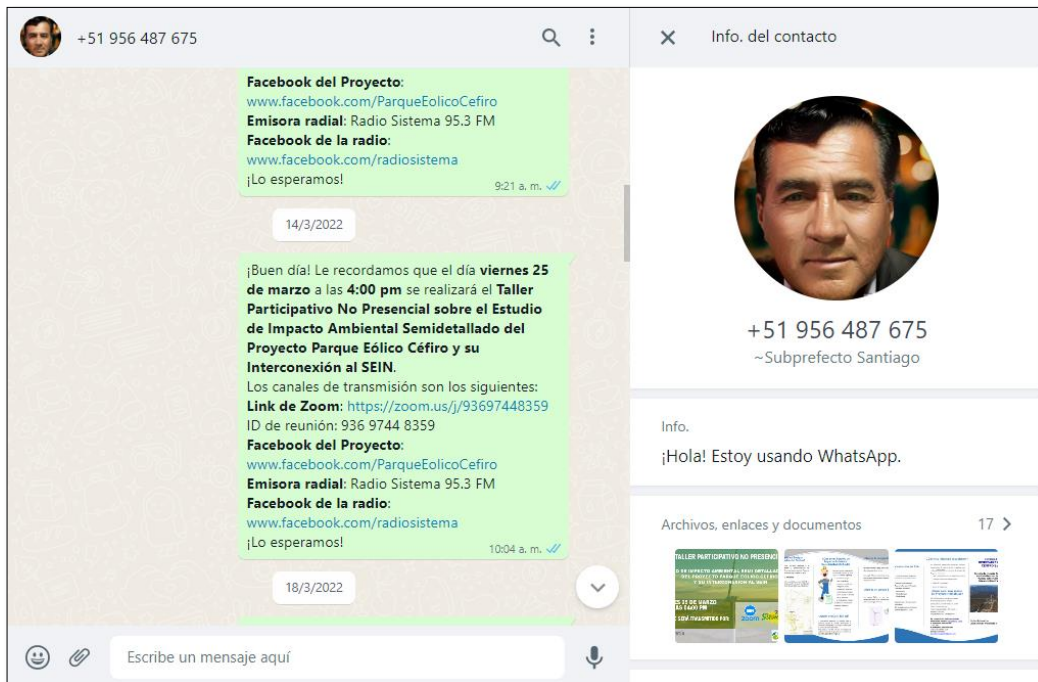 +51 956 487 675
Facebook del Proyecto:
www.facebook.com/ParqueEolicoCefiro
Emisora radial: Radio Sistema 95.3 FM
Facebook de la radio:
www.facebook.com/radiosistema
¡Lo esperamos!
9:21 a. m.
14/3/2022
¡Buen día! Le recordamos que el día viernes 25
de marzo a las 4:00 pm se realizará el Taller
Participativo No Presencial sobre el Estudio
de Impacto Ambiental Semidetallado del
Proyecto Parque Eólico Céfiro y su
Interconexión al SEIN.
Los canales de transmisión son los siguientes:
Link de Zoom: https://zoom.us/j/93697448359
ID de reunión: 936 9744 8359
Facebook del Proyecto:
www.facebook.com/ParqueEolicoCefiro
Emisora radial: Radio Sistema 95.3 FM
Facebook de la radio:
www.facebook.com/radiosistema
¡Lo esperamos!
10:04 a. m.
18/3/2022
Escribe un mensaje aquí
Info. del contacto
+51 956 487 675
~Subprefecto Santiago
Info.
¡Hola! Estoy usando WhatsApp.
Archivos, enlaces y documentos
17
TALLER PARTICIPATIVO NO PRESENCI
zoom